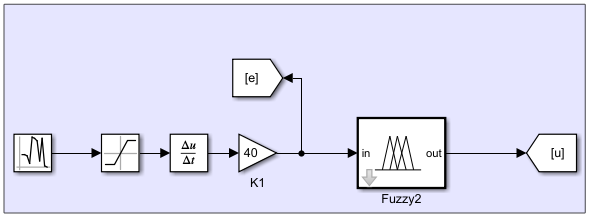 [e]
Δu
Δt
40
in
out
[u]
K1
Fuzzy2